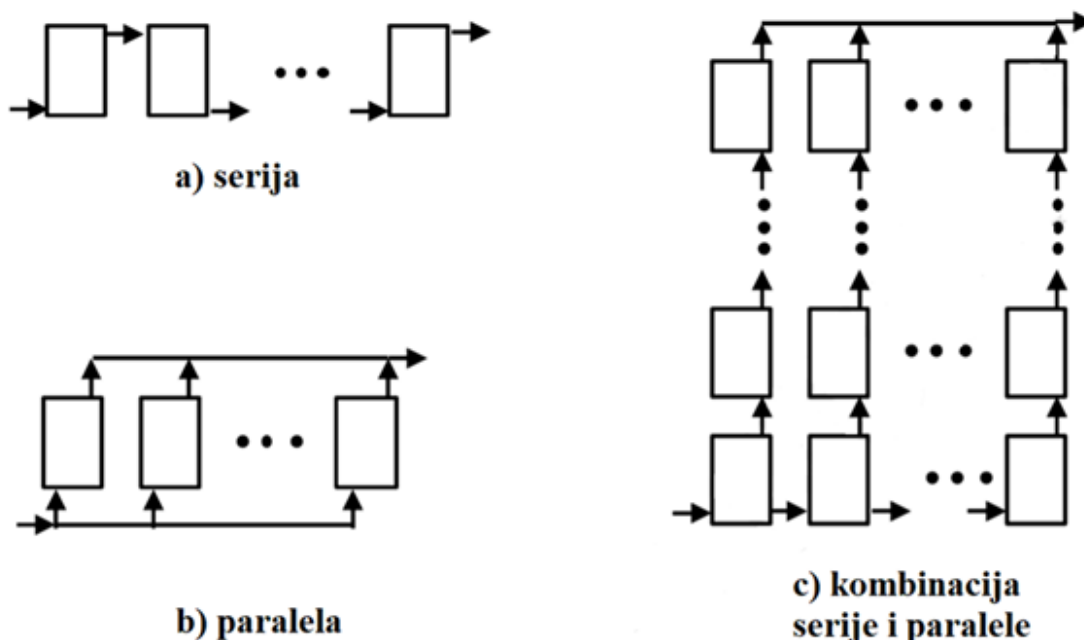 a) serija
b) paralela
c) kombinacija
serije i paralele